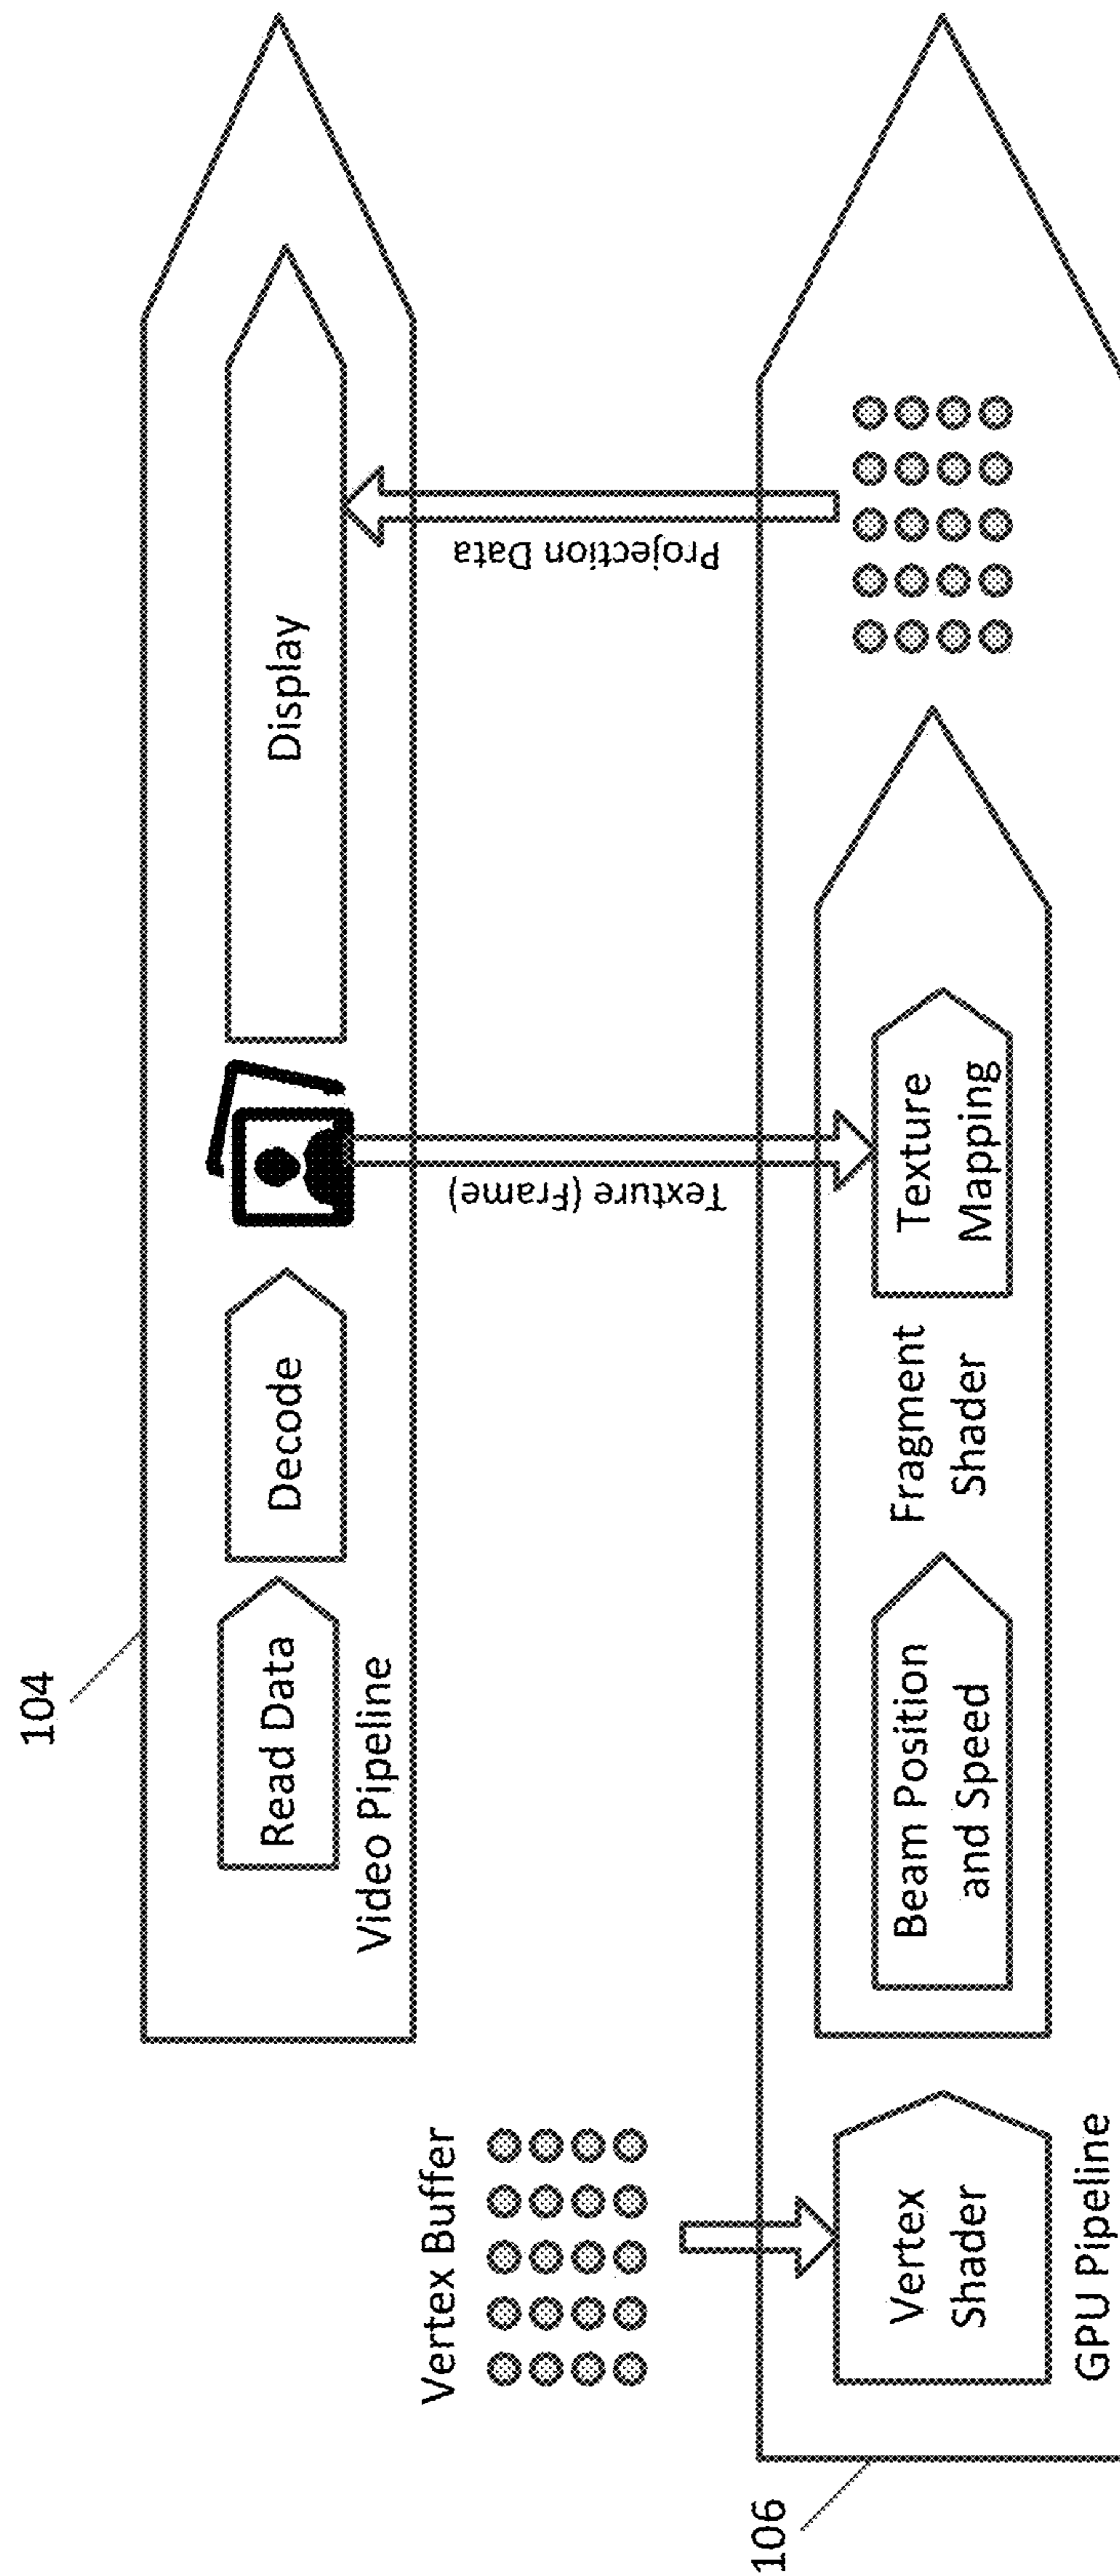 104
Read Data
Decode
Display
Video Pipeline
Texture (Frame)
Projection Data
Vertex Buffer
106
Vertex
Shader
Beam Position
and Speed
Fragment
Shader
Texture
Mapping
GPU Pipeline